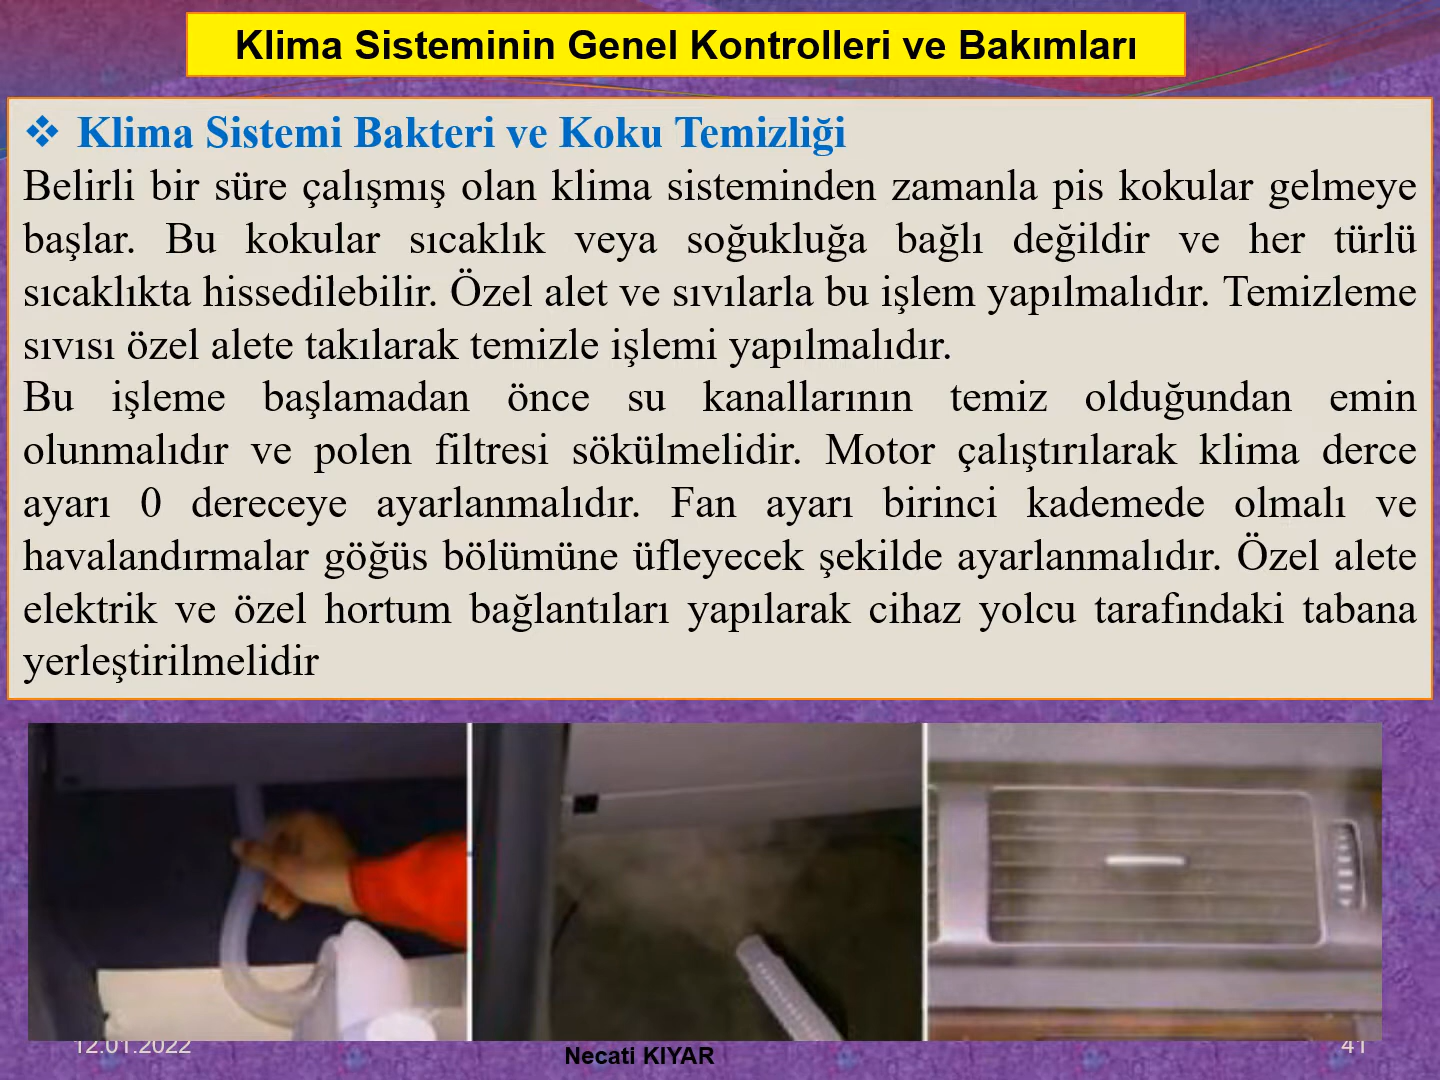 Klima Sisteminin Genel Kontrolleri ve Bakımları
❖ Klima Sistemi Bakteri ve Koku Temizliği
Belirli bir süre çalışmış olan klima sisteminden zamanla pis kokular gelmeye
başlar. Bu kokular sıcaklık veya soğukluğa bağlı değildir ve her türlü
sıcaklıkta hissedilebilir. Özel alet ve sıvılarla bu işlem yapılmalıdır. Temizleme
sıvısı özel alete takılarak temizle işlemi yapılmalıdır.
Bu işleme başlamadan önce su kanallarının temiz olduğundan emin
olunmalıdır ve polen filtresi sökülmelidir. Motor çalıştırılarak klima derce
ayarı 0 dereceye ayarlanmalıdır. Fan ayarı birinci kademede olmalı ve
havalandırmalar göğüs bölümüne üfleyecek şekilde ayarlanmalıdır. Özel alete
elektrik ve özel hortum bağlantıları yapılarak cihaz yolcu tarafındaki tabana
yerleştirilmelidir
12.01.2022
Necati KIYAR
41